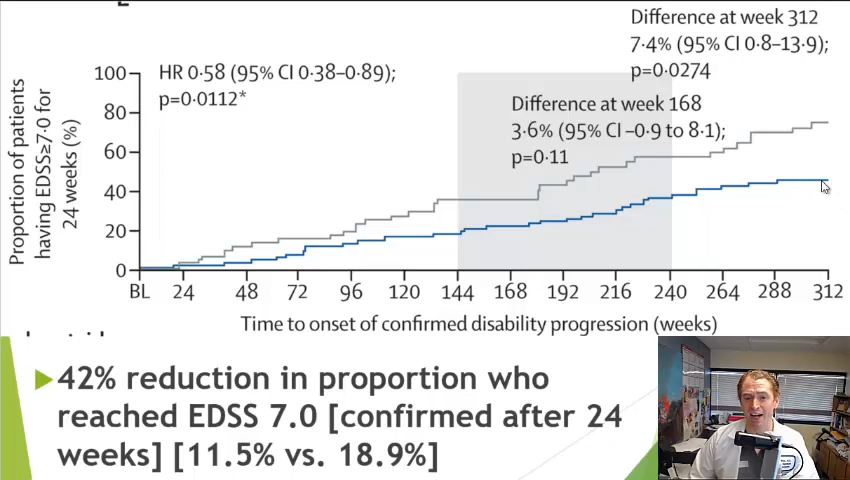 Difference at week 312
7·4% (95% CI 0·8–13·9);
p=0·0274
HR 0·58 (95% CI 0·38–0·89);
p=0·0112*
Difference at week 168
3·6% (95% CI –0·9 to 8·1);
p=0·11
Proportion of patients
having EDSS≥7·0 for
24 weeks (%)
100
80
60
40
20
0
BL 24 48 72 96 120 144 168 192 216 240 264 288 312
Time to onset of confirmed disability progression (weeks)
42% reduction in proportion who
reached EDSS 7.0 [confirmed after 24
weeks] [11.5% vs. 18.9%]